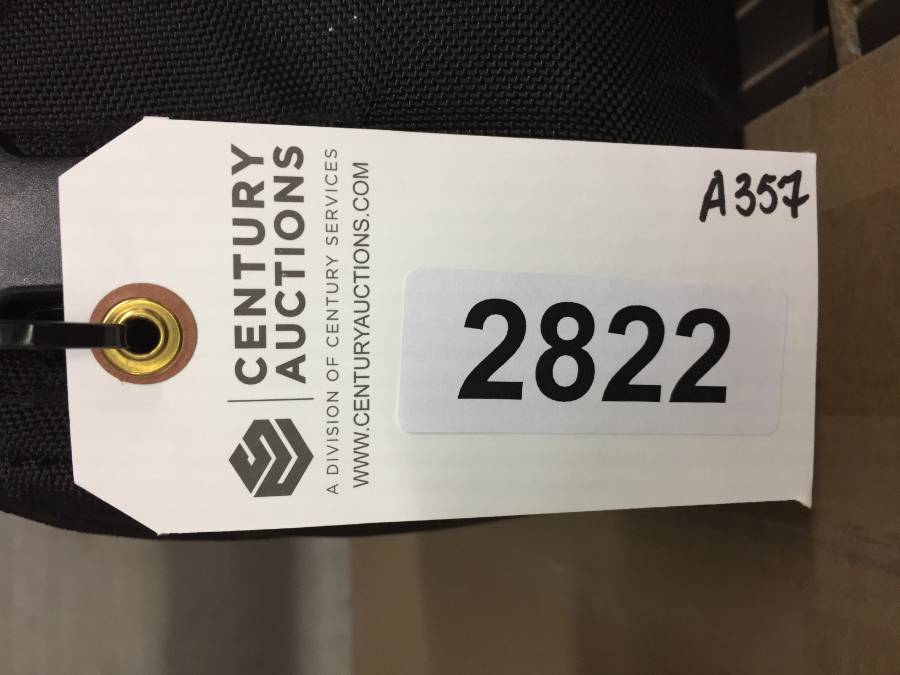 CENTURY
AUCTIONS
A DIVISION OF CENTURY SERVICES
WWW.CENTURYAUCTIONS.COM
A357
2822